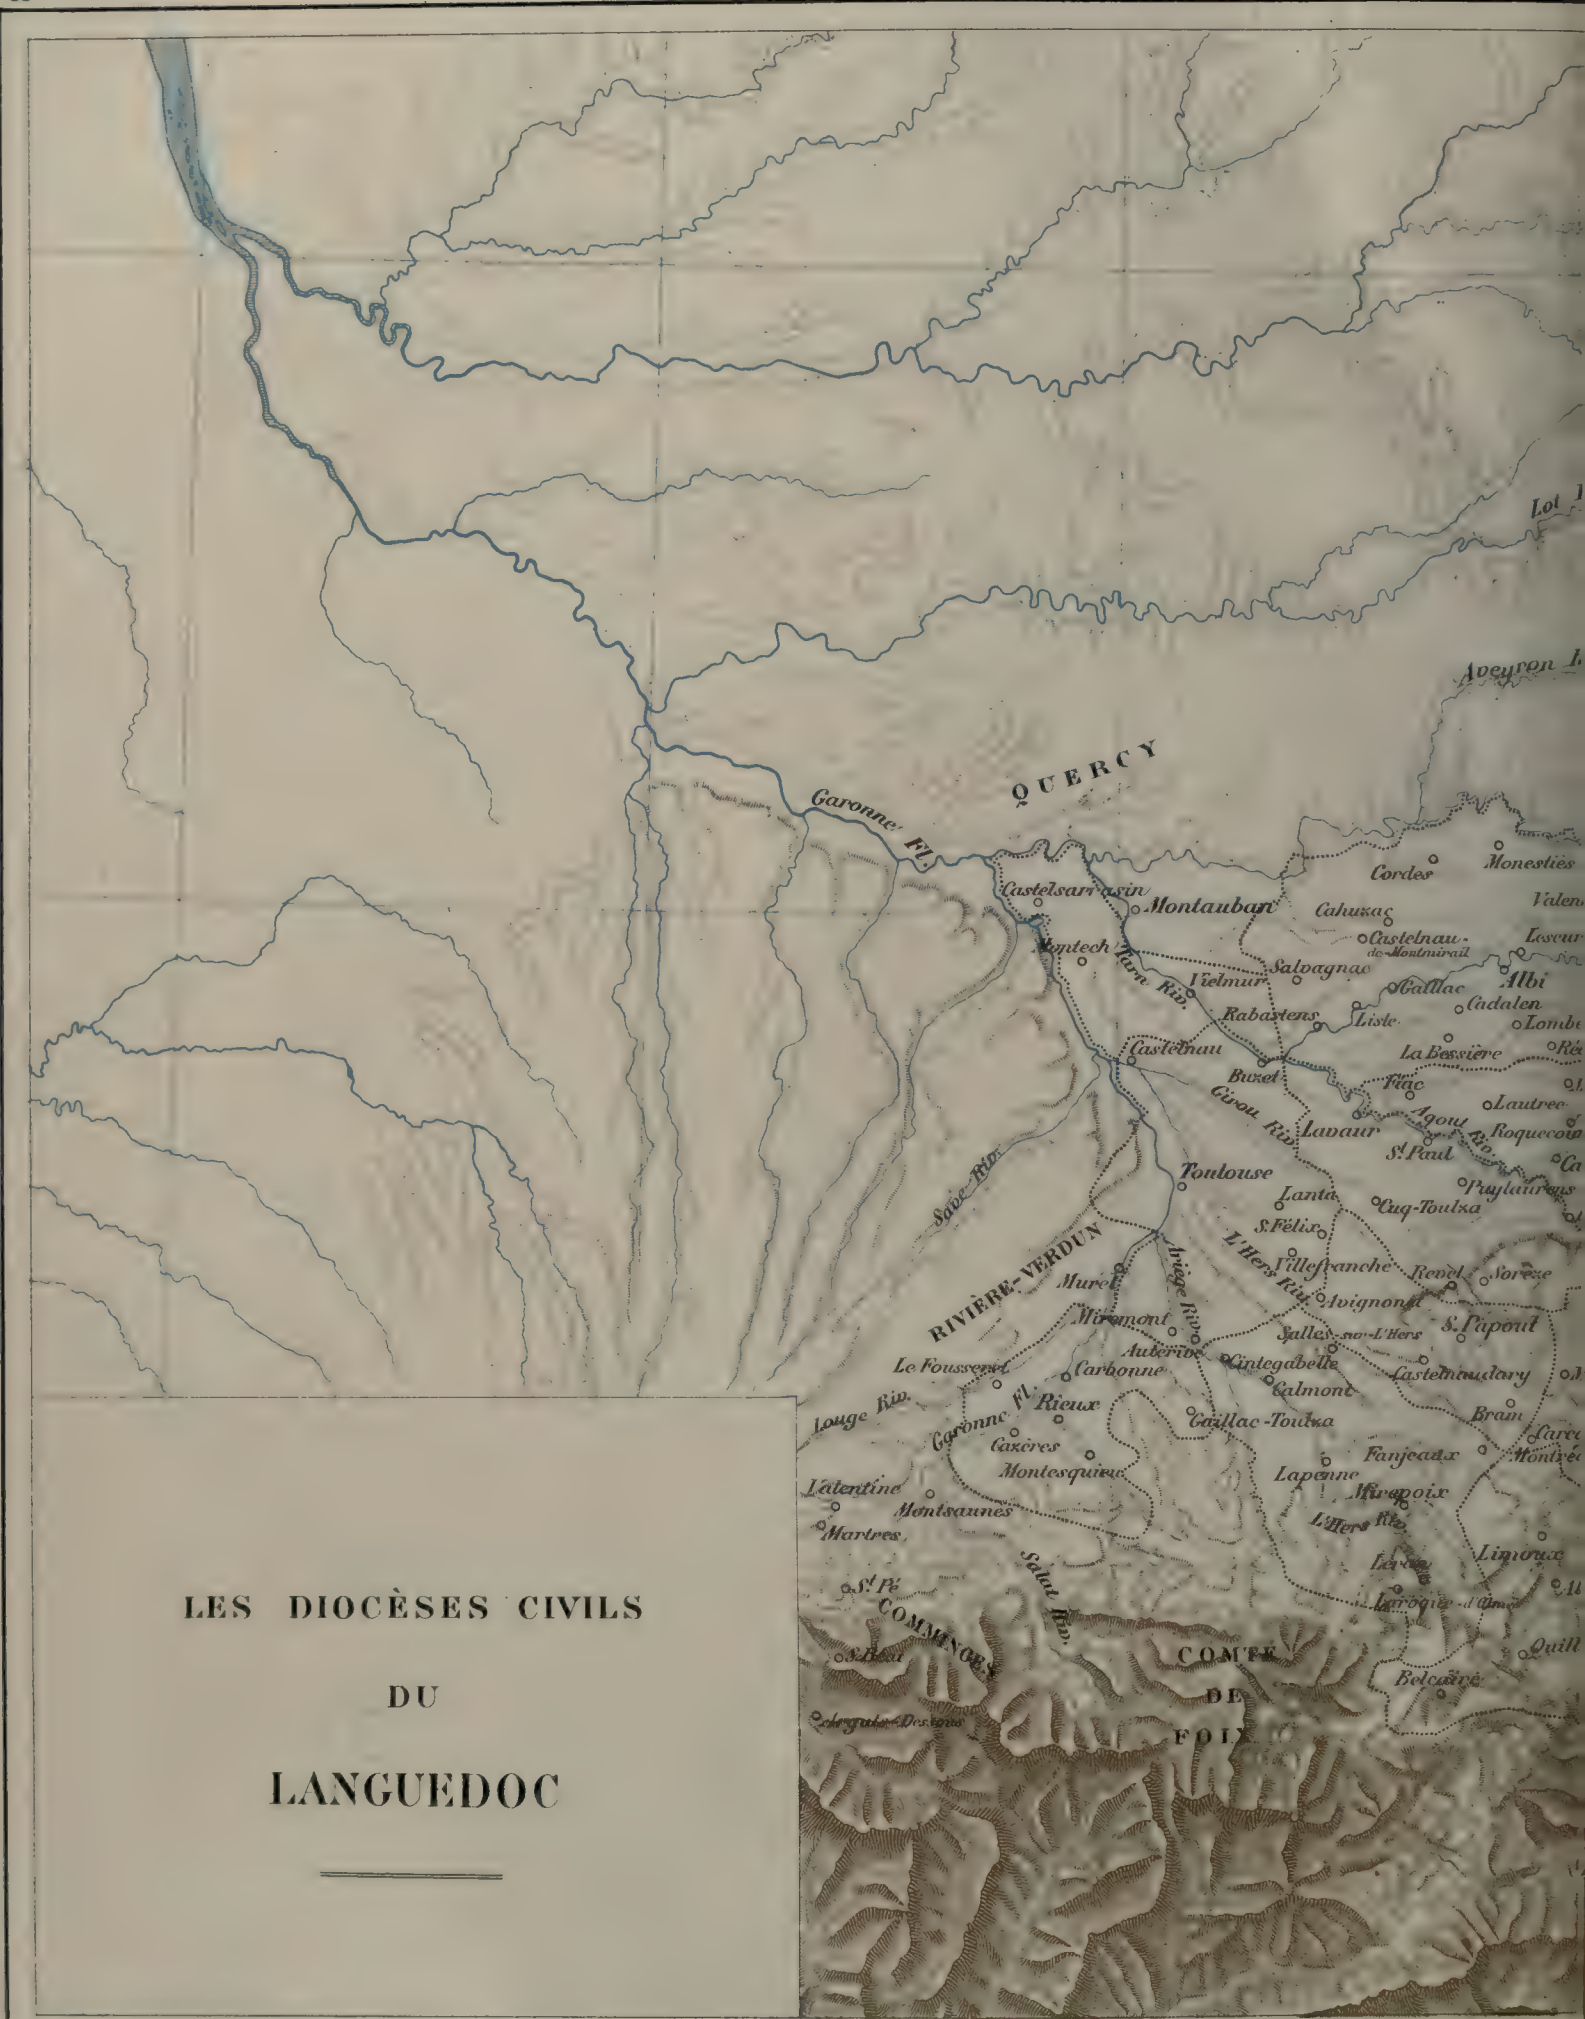 Lot
Aveyron
QUERCY
Garonne Fl.
Cordes
Monestiès
Castelsarrasin
Montauban
Cahuzac
Castelnau-
de-Montmirail
Montech
Tarn Riv.
Vielmur
Salvagnac
Gaillac
Albi
Cadalen
Rabastens
Lisle
Castelnau
La Bessière
Buzet
Fiac
Girou Riv.
Lautrec
Lavaur
Agout Riv.
St Paul
Save Riv.
Toulouse
Lanta
Cuq-Toulza
Puylaurens
S. Félix
L'Hers Riv.
RIVIÈRE-VERDUN
Villefranche
Revel
Sorèze
Muret
Ariège Riv.
Avignonet
Miremont
Salles-sur-L'Hers
S. Papoul
Auterive
Cintegabelle
Le Fousseret
Carbonne
Castelnaudary
Calmont
Louge Riv.
Garonne Fl.
Rieux
Gaillac-Toulza
Bram
Cazères
Fanjeaux
Montesquieu
Lapenne
Mirepoix
Valentine
Montsaunès
L'Hers Riv.
Martres
Salat Riv.
Limoux
St Pé
COMMINGES
S. Béat
COMTÉ
DE
FOIX
Belcaire
LES DIOCÈSES CIVILS
DU
LANGUEDOC